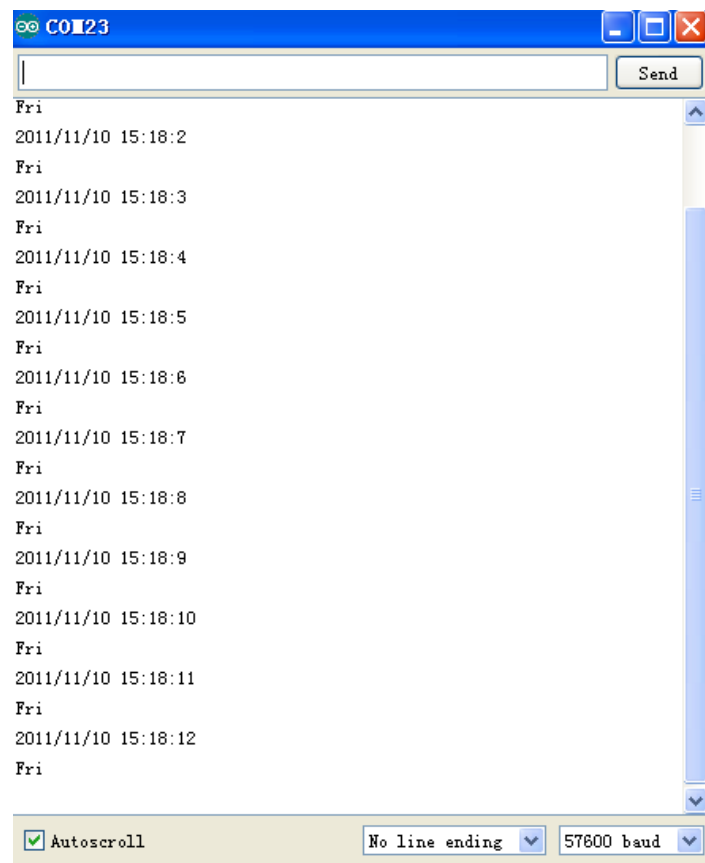 COM23
Send
Fri
2011/11/10 15:18:2
Fri
2011/11/10 15:18:3
Fri
2011/11/10 15:18:4
Fri
2011/11/10 15:18:5
Fri
2011/11/10 15:18:6
Fri
2011/11/10 15:18:7
Fri
2011/11/10 15:18:8
Fri
2011/11/10 15:18:9
Fri
2011/11/10 15:18:10
Fri
2011/11/10 15:18:11
Fri
2011/11/10 15:18:12
Fri
Autoscroll
No line ending
57600 baud